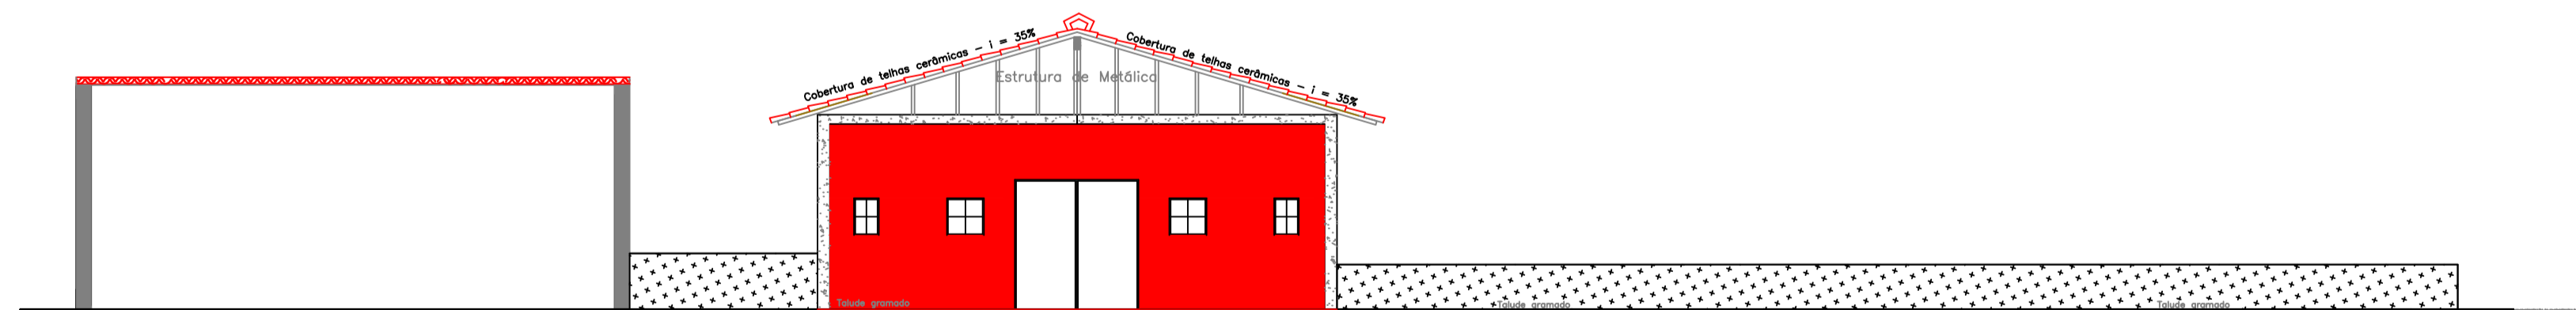 Cobertura de telhas cerâmicas - i = 35%
Cobertura de telhas cerâmicas - i = 35%
Estrutura de Metálica
Talude gramado
Talude gramado
Talude gramado